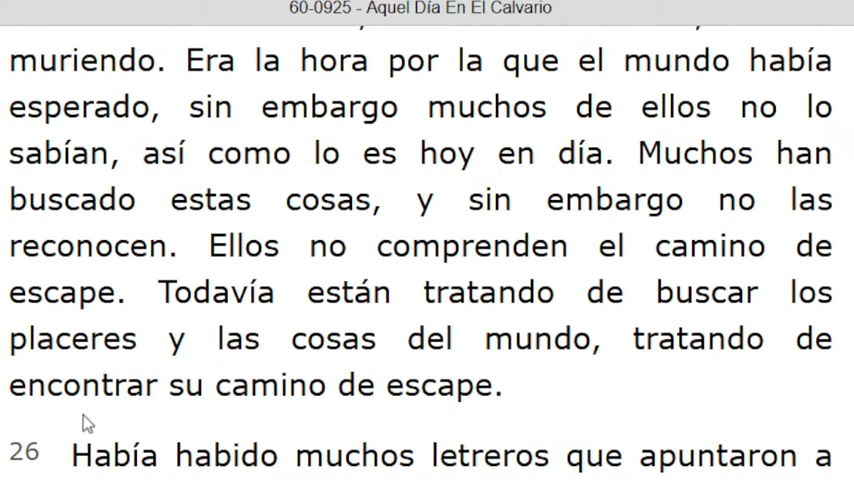 60-0925 - Aquel Día En El Calvario
muriendo. Era la hora por la que el mundo había
esperado, sin embargo muchos de ellos no lo
sabían, así como lo es hoy en día. Muchos han
buscado estas cosas, y sin embargo no las
reconocen. Ellos no comprenden el camino de
escape. Todavía están tratando de buscar los
placeres y las cosas del mundo, tratando de
encontrar su camino de escape.
26 Había habido muchos letreros que apuntaron a